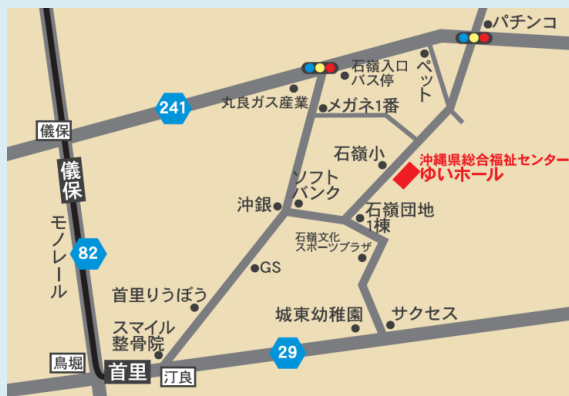 パチンコ
石嶺入口
バス停
ペット
241
丸良ガス産業
メガネ1番
儀保
石嶺小
沖縄県総合福祉センター
ゆいホール
儀保
ソフト
バンク
沖銀
石嶺団地
1棟
モノレール
石嶺文化
スポーツプラザ
82
GS
首里りうぼう
城東幼稚園
サクセス
スマイル
整骨院
29
鳥堀
首里
汀良